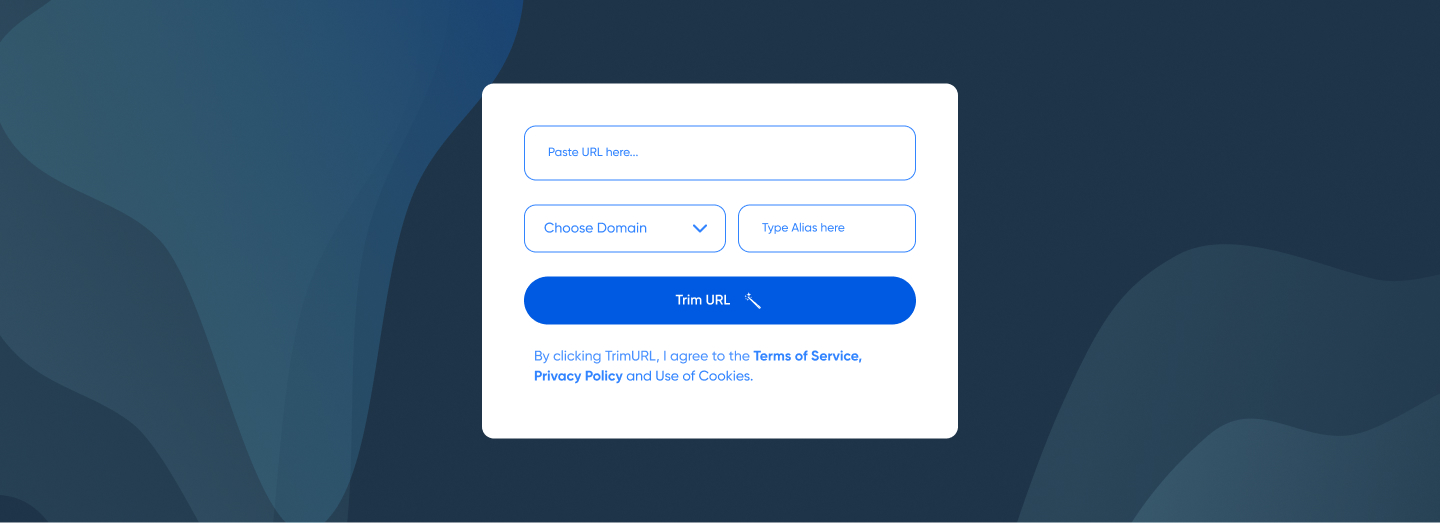 Paste URL here...
Choose Domain
Type Alias here
Trim URL
By clicking TrimURL, I agree to the Terms of Service,
Privacy Policy and Use of Cookies.